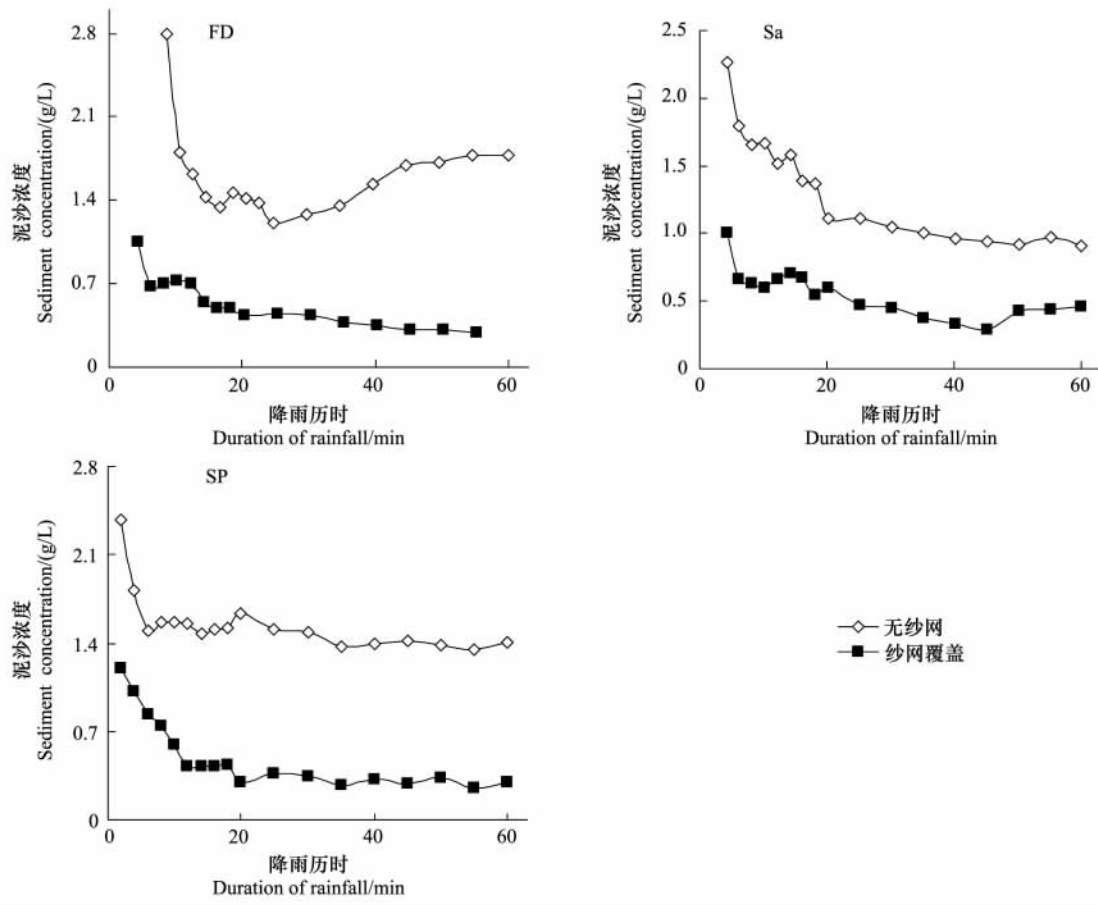 FD
2.8
2.1
1.4
0.7
0
泥沙浓度
Sediment concentration/(g/L)
0
20
40
60
降雨历时
Duration of rainfall/min
Sa
2.5
2.0
1.5
1.0
0.5
0
泥沙浓度
Sediment concentration/(g/L)
0
20
40
60
降雨历时
Duration of rainfall/min
SP
2.8
2.1
1.4
0.7
0
泥沙浓度
Sediment concentration/(g/L)
0
20
40
60
降雨历时
Duration of rainfall/min
无纱网
纱网覆盖